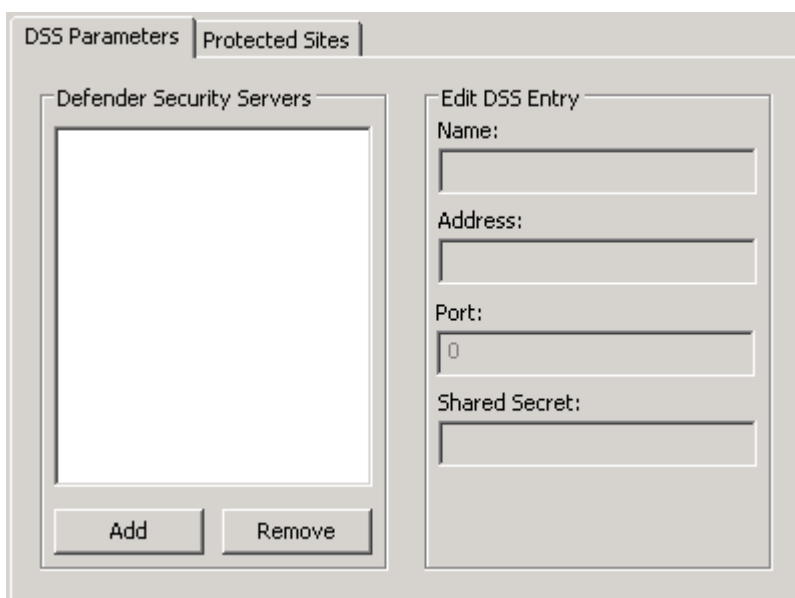 DSS Parameters
Protected Sites
Defender Security Servers
Add
Remove
Edit DSS Entry
Name:
Address:
Port:
0
Shared Secret: